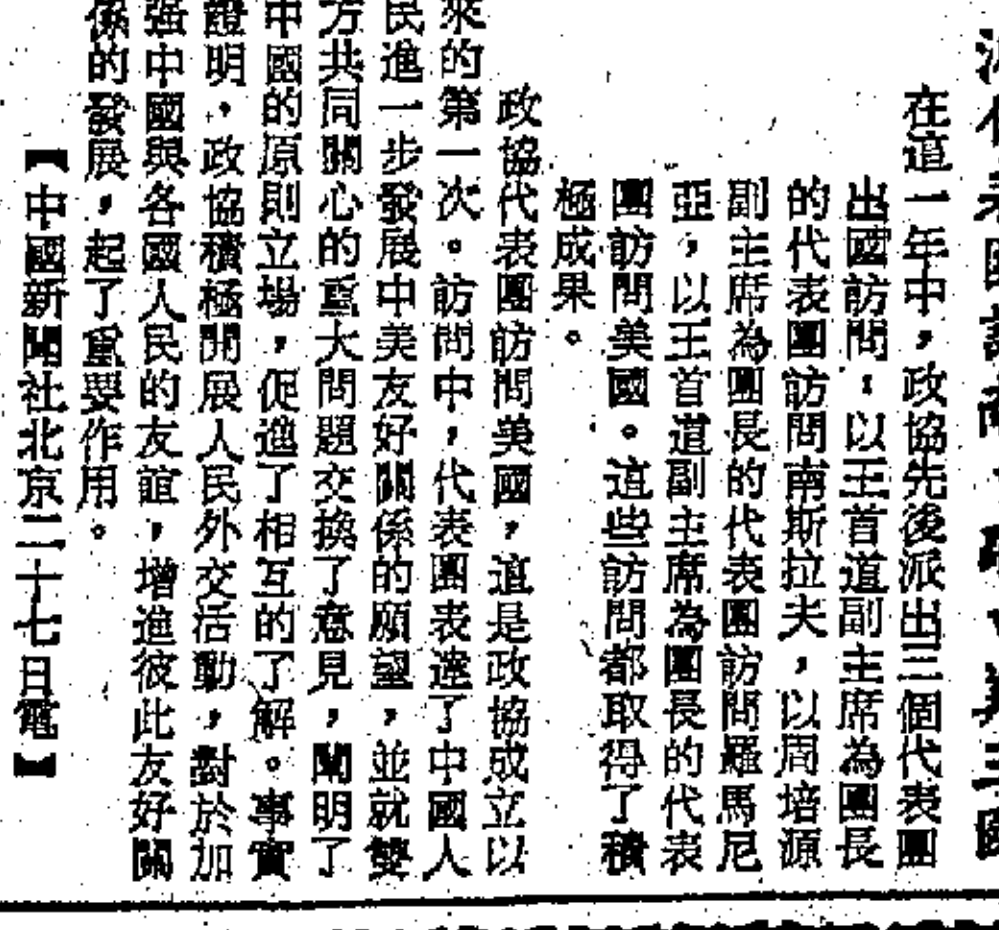 在這一年中，政協先後派出三個代表團
出國訪問：以王首道副主席為團長
的代表團訪問南斯拉夫，以周培源
副主席為團長的代表團訪問羅馬尼
亞，以王首道副主席為團長的代表
團訪問美國。這些訪問都取得了積
極成果。
政協代表團訪問美國，這是政協成立以
來的第一次。訪問中，代表團表達了中國人
民進一步發展中美友好關係的願望，並就雙
方共同關心的重大問題交換了意見，闡明了
中國的原則立場，促進了相互的了解。事實
證明，政協積極開展人民外交活動，對於加
强中國與各國人民的友誼，增進彼此友好關
係的發展，起了重要作用。
【中國新聞社北京二十七日電】